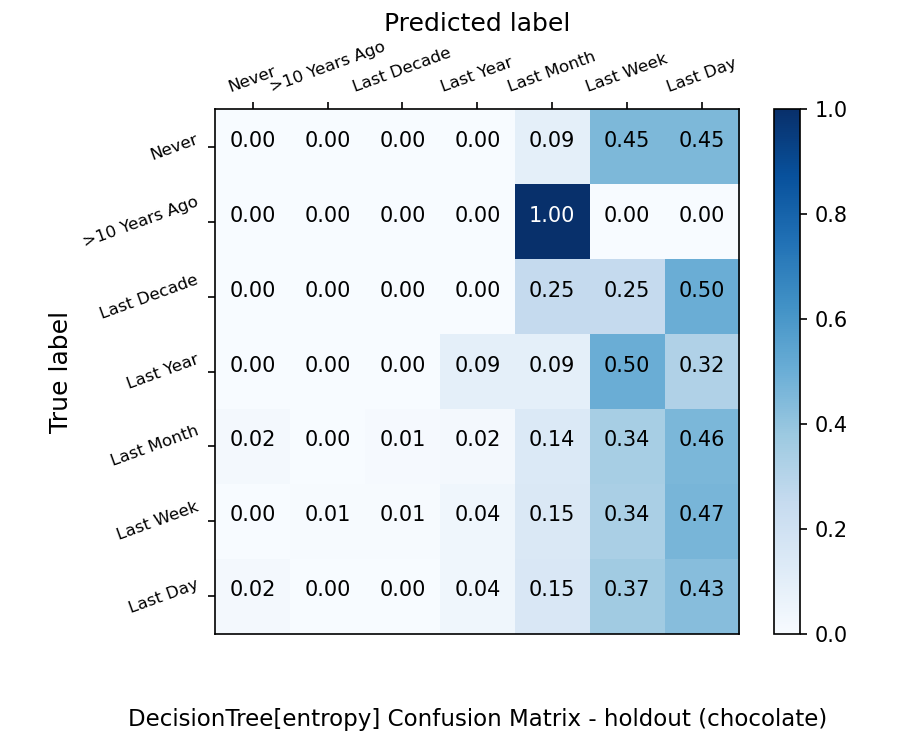 Predicted label
Never >10 Years Ago Last Decade Last Year Last Month Last Week Last Day
True label
Never 0.00 0.00 0.00 0.00 0.09 0.45 0.45
>10 Years Ago 0.00 0.00 0.00 0.00 1.00 0.00 0.00
Last Decade 0.00 0.00 0.00 0.00 0.25 0.25 0.50
Last Year 0.00 0.00 0.00 0.09 0.09 0.50 0.32
Last Month 0.02 0.00 0.01 0.02 0.14 0.34 0.46
Last Week 0.00 0.01 0.01 0.04 0.15 0.34 0.47
Last Day 0.02 0.00 0.00 0.04 0.15 0.37 0.43
1.0
0.8
0.6
0.4
0.2
0.0
DecisionTree[entropy] Confusion Matrix - holdout (chocolate)